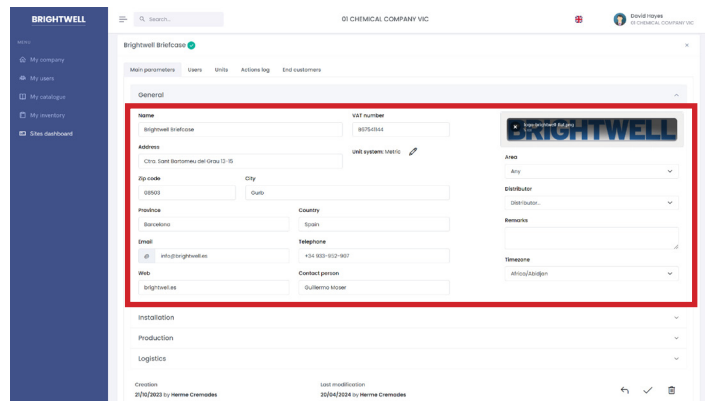 BRIGHTWELL
Search...
01 CHEMICAL COMPANY VIC
David Hayes
01 CHEMICAL COMPANY VIC
MENU
My company
My users
My catalogue
My inventory
Sites dashboard
Brightwell Briefcase
Main parameters Users Units Actions log End customers
General
Name
Brightwell Briefcase
VAT number
B67541144
Address
Ctra. Sant Bartomeu del Grau 13-15
Unit system: Metric
Zip code
08503
City
Gurb
Province
Barcelona
Country
Spain
Email
@ info@brightwell.es
Telephone
+34 933-952-907
Web
brightwell.es
Contact person
Guillermo Moser
BRIGHTWELL
Area
Any
Distributor
Distributor...
Remarks
Timezone
Africa/Abidjan
Installation
Production
Logistics
Creation
21/10/2023 by Herme Cremades
Last modification
20/04/2024 by Herme Cremades